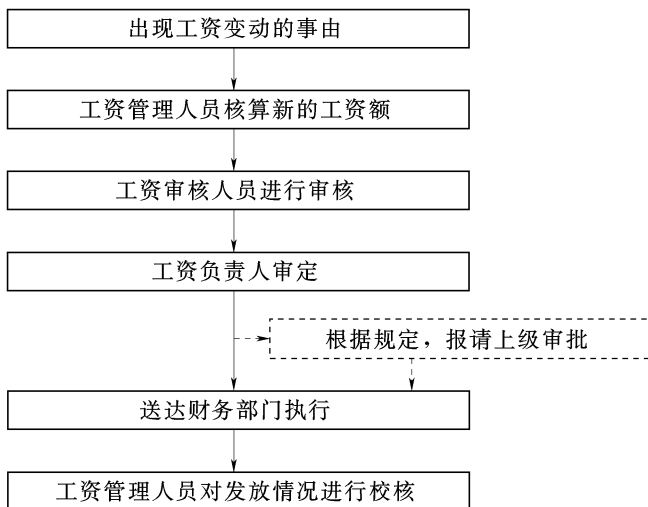 出现工资变动的事由
工资管理人员核算新的工资额
工资审核人员进行审核
工资负责人审定
根据规定，报请上级审批
送达财务部门执行
工资管理人员对发放情况进行校核